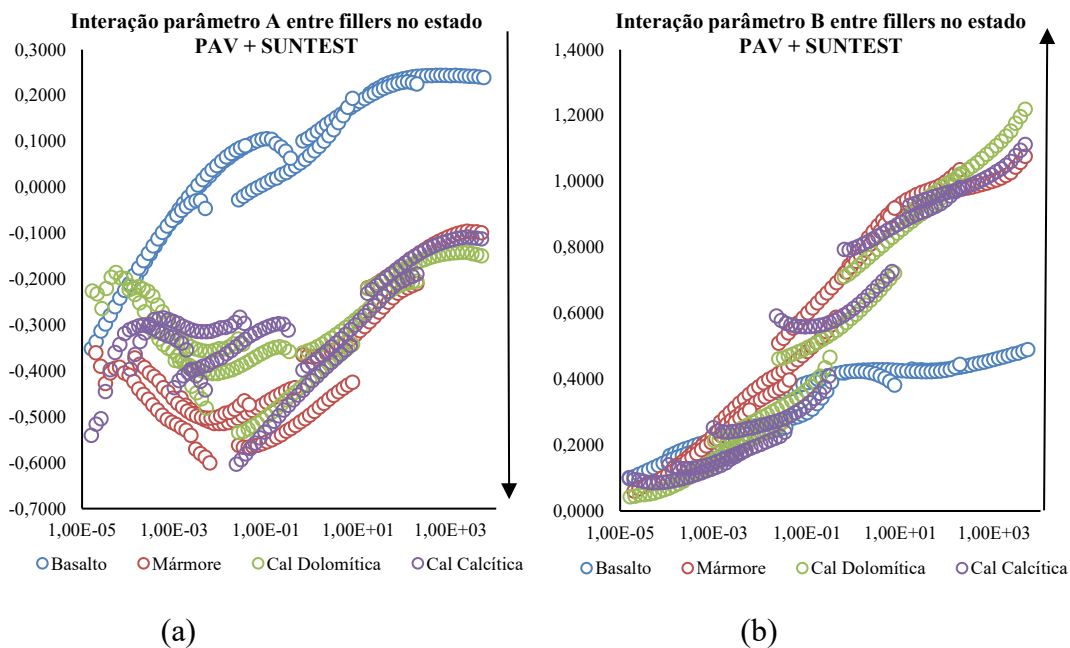 Interação parâmetro A entre fillers no estado
PAV + SUNTEST
0,3000
0,2000
0,1000
0,0000
-0,1000
-0,2000
-0,3000
-0,4000
-0,5000
-0,6000
-0,7000
1,00E-05 1,00E-03 1,00E-01 1,00E+01 1,00E+03
Basalto Mármore Cal Dolomítica Cal Calcítica
(a)
Interação parâmetro B entre fillers no estado
PAV + SUNTEST
1,4000
1,2000
1,0000
0,8000
0,6000
0,4000
0,2000
0,0000
1,00E-05 1,00E-03 1,00E-01 1,00E+01 1,00E+03
Basalto Mármore Cal Dolomítica Cal Calcítica
(b)